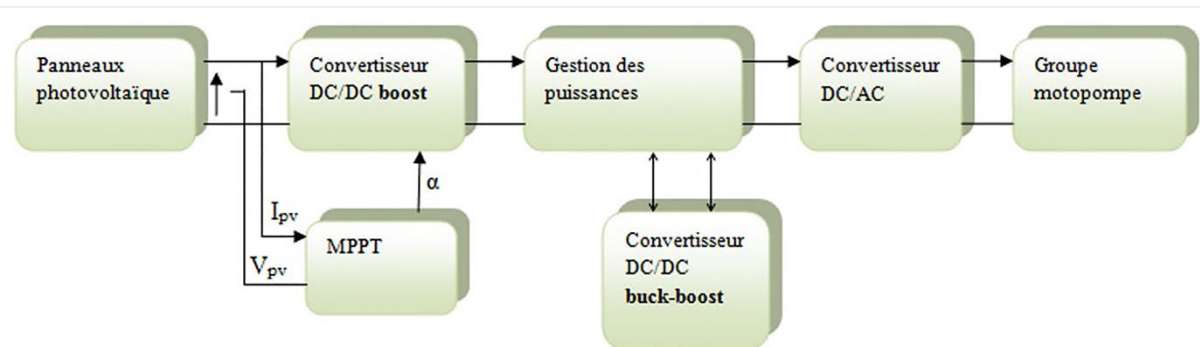 Panneaux
photovoltaïque
Convertisseur
DC/DC boost
Gestion des
puissances
Convertisseur
DC/AC
Groupe
motopompe
α
Ipv
MPPT
Vpv
Convertisseur
DC/DC
buck-boost